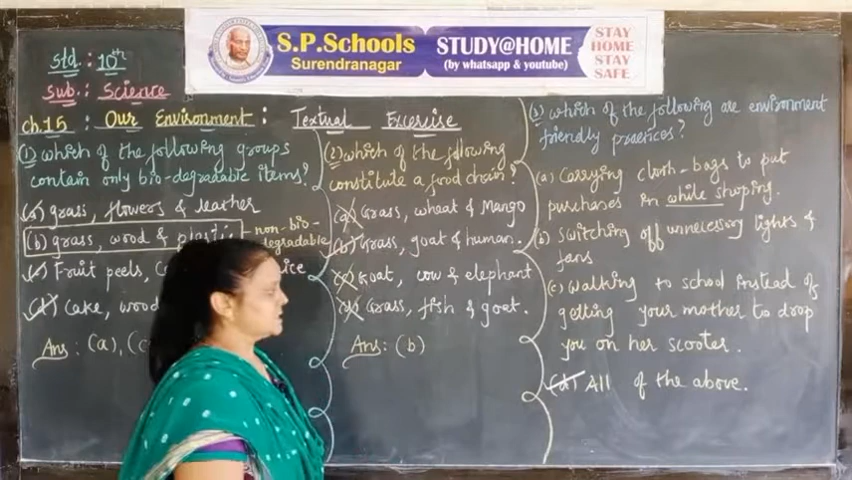 S.P.Schools
Surendranagar
STUDY@HOME
(by whatsapp & youtube)
STAY
HOME
STAY
SAFE
Std : 10th
Sub : Science
Ch.15 : Our Environment : Textual Excercise
(1) which of the following groups
contain only bio-degradable items?
(a) grass, flowers & leather
(b) grass, wood & plastic
non-bio-
degradable
(c) Fruit peels,
(d) Cake, wood
Ans : (a),
(2) which of the following
constitute a food chain?
(a) Grass, wheat & Mango
(b) Grass, goat & human.
(c) Goat, cow & elephant
(d) Grass, fish & goat.
Ans : (b)
(3) which of the following are environment
friendly practices?
(a) Carrying cloth-bags to put
purchases in while shoping.
(b) Switching off unnecessary lights &
fans
(c) Walking to school instead of
getting your mother to drop
you on her scooter.
(d) All of the above.